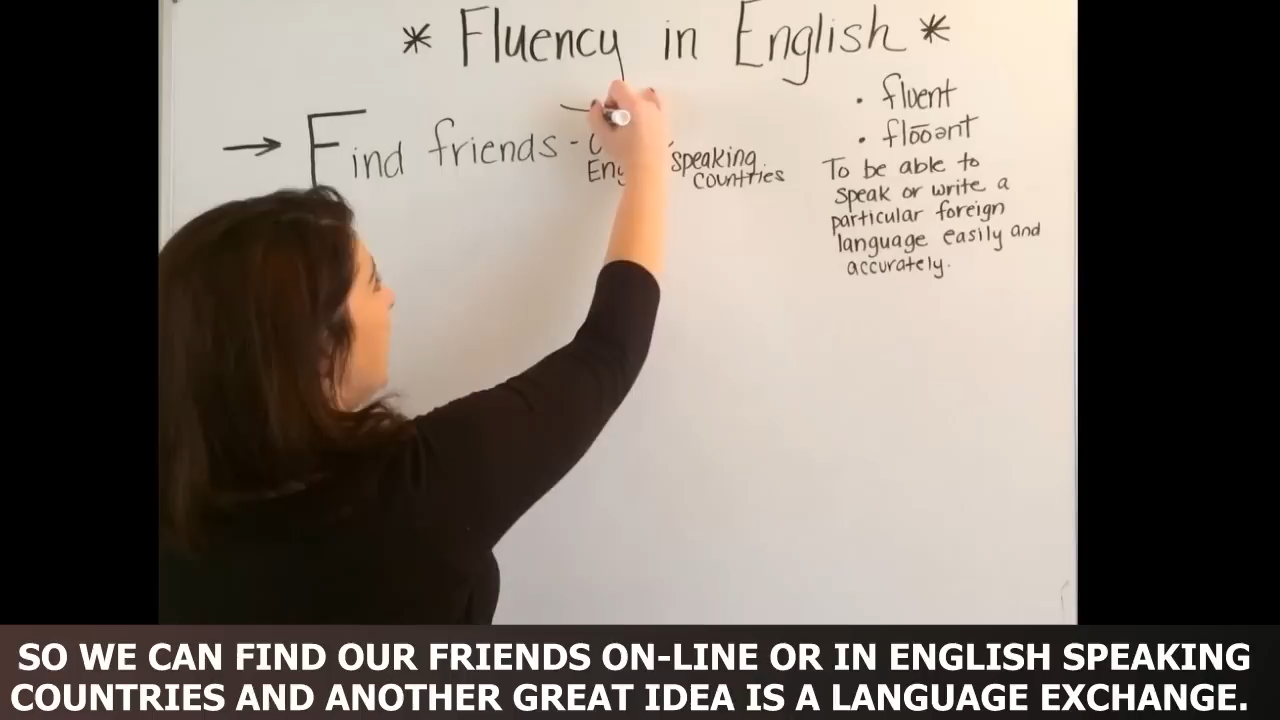 * Fluency in English *
→ Find friends -
speaking
countries
• fluent
• flōōənt
To be able to
speak or write a
particular foreign
language easily and
accurately.
SO WE CAN FIND OUR FRIENDS ON-LINE OR IN ENGLISH SPEAKING
COUNTRIES AND ANOTHER GREAT IDEA IS A LANGUAGE EXCHANGE.